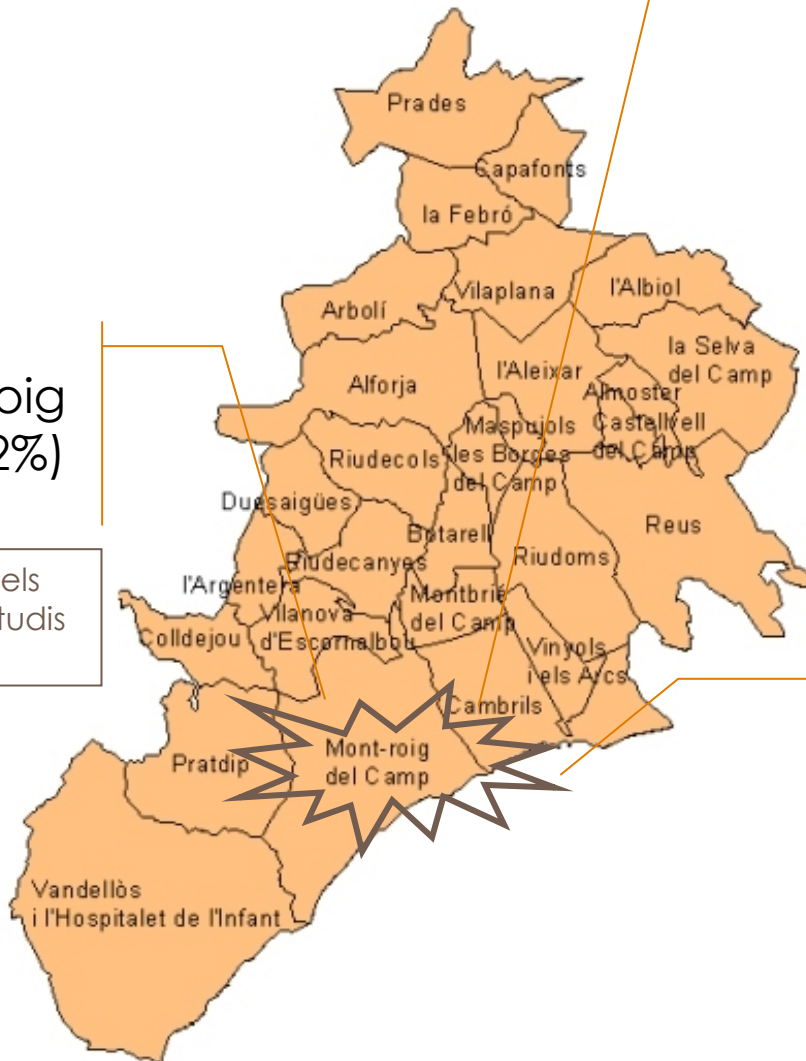 Prades
Capafonts
la Febró
Vilaplana
l'Albiol
Arbolí
la Selva
del Camp
l'Aleixar
Alforja
Almoster
oig
2%)
Maspujols
Castellvell
del Camp
Riudecols
les Borges
del Camp
Duesaigües
Reus
Botarell
Riudecanyes
Riudoms
els
tudis
l'Argentera
Montbrió
del Camp
Vilanova
d'Escornalbou
Colldejou
Vinyols
i els Arcs
Cambrils
Pratdip
Mont-roig
del Camp
Vandellòs
i l'Hospitalet de l'Infant